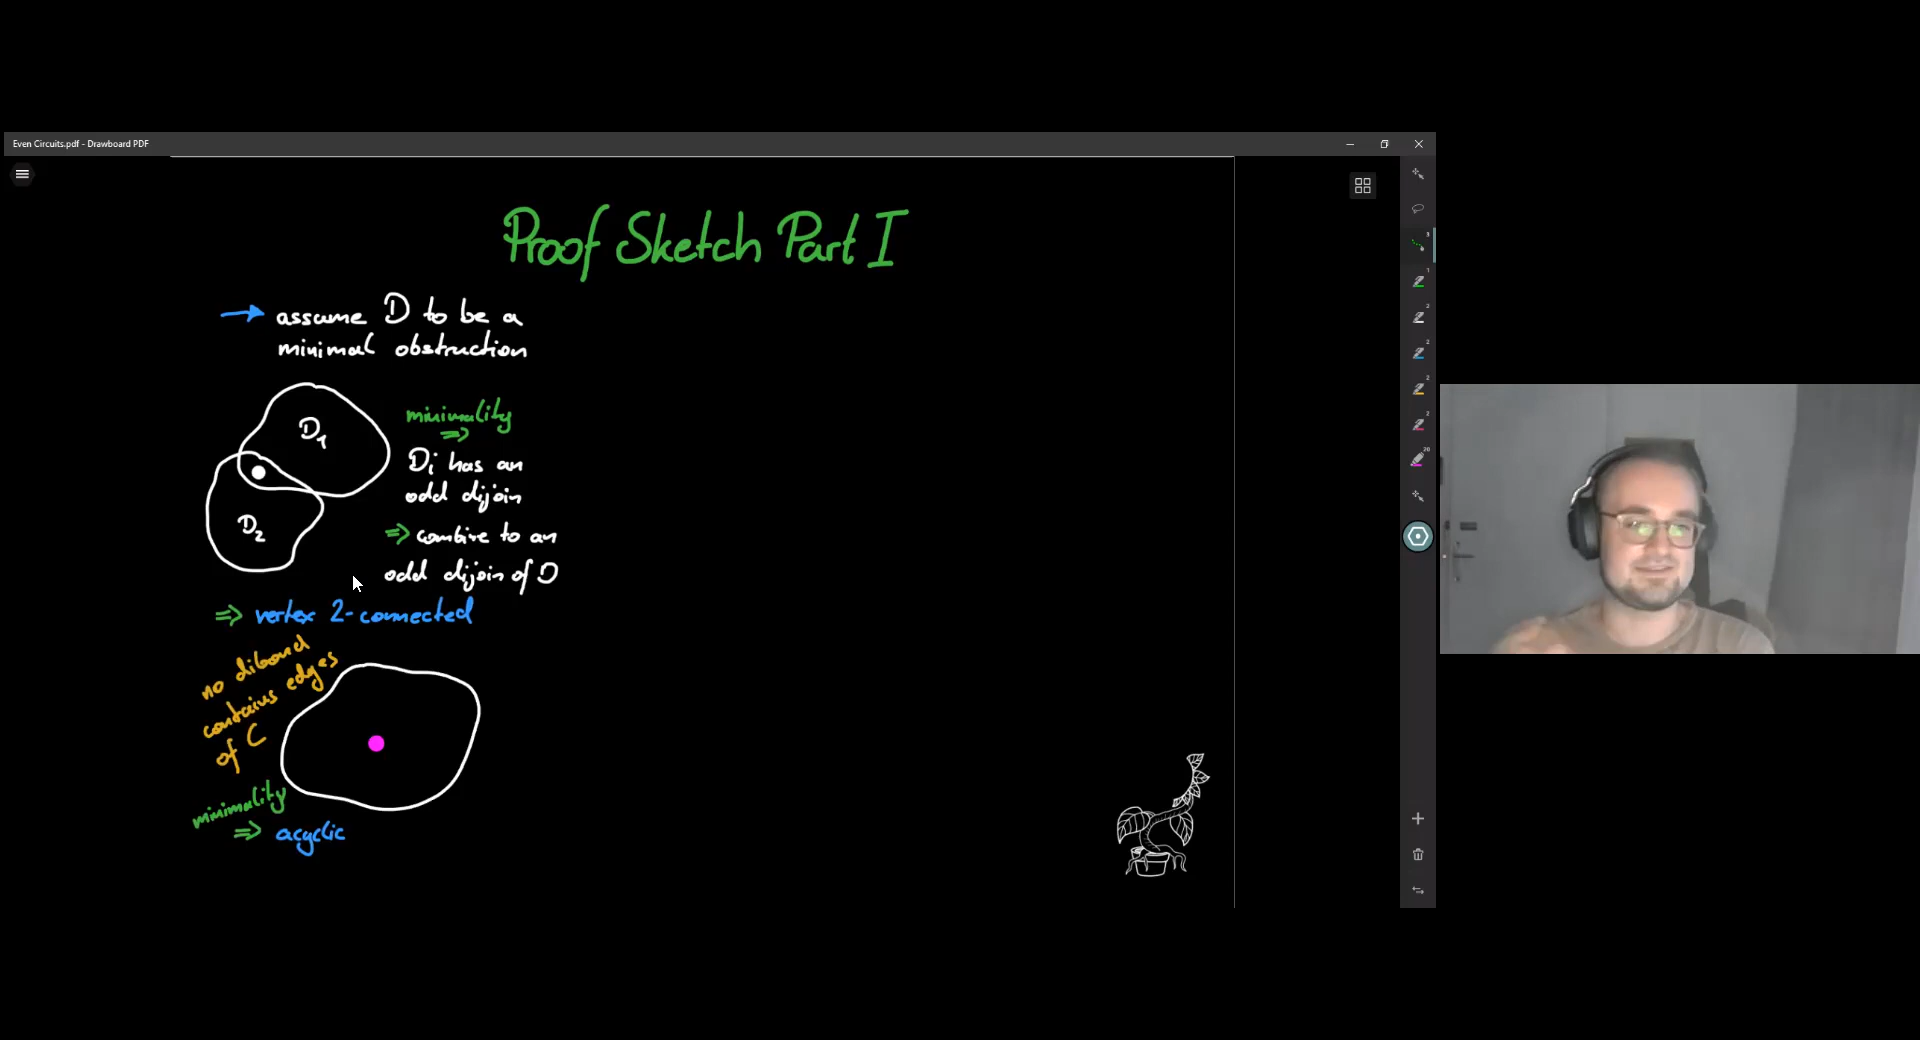 Even Circuits.pdf - Drawboard PDF
Proof Sketch Part I
→ assume D to be a
minimal obstruction
D₁
D₂
minimality
⇒
Dᵢ has an
odd dijoin
⇒ combine to an
odd dijoin of D
⇒ vertex 2-connected
no dibond
contains edges
of C
minimality
⇒ acyclic